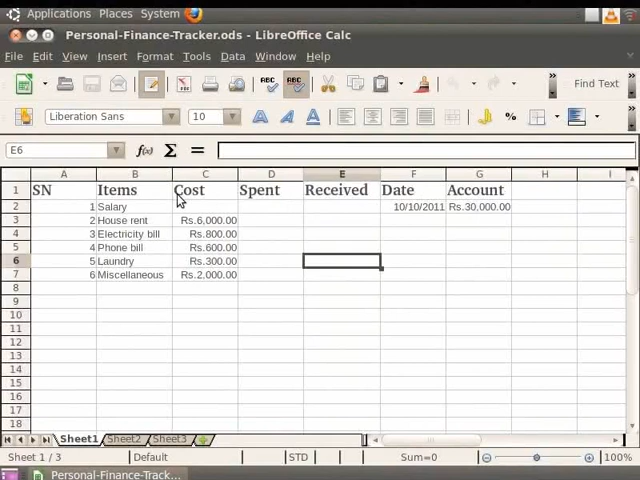 Applications Places System
Personal-Finance-Tracker.ods - LibreOffice Calc
File Edit View Insert Format Tools Data Window Help
ABC ABC Find Text
Liberation Sans 10 A A A %
E6 f(x) Σ =
A B C D E F G H I
1 SN Items Cost Spent Received Date Account
2 1 Salary 10/10/2011 Rs.30,000.00
3 2 House rent Rs.6,000.00
4 3 Electricity bill Rs.800.00
5 4 Phone bill Rs.600.00
6 5 Laundry Rs.300.00
7 6 Miscellaneous Rs.2,000.00
8
9
10
11
12
13
14
15
16
17
18
Sheet1 Sheet2 Sheet3
Sheet 1 / 3 Default STD Sum=0 100%
Personal-Finance-Track...